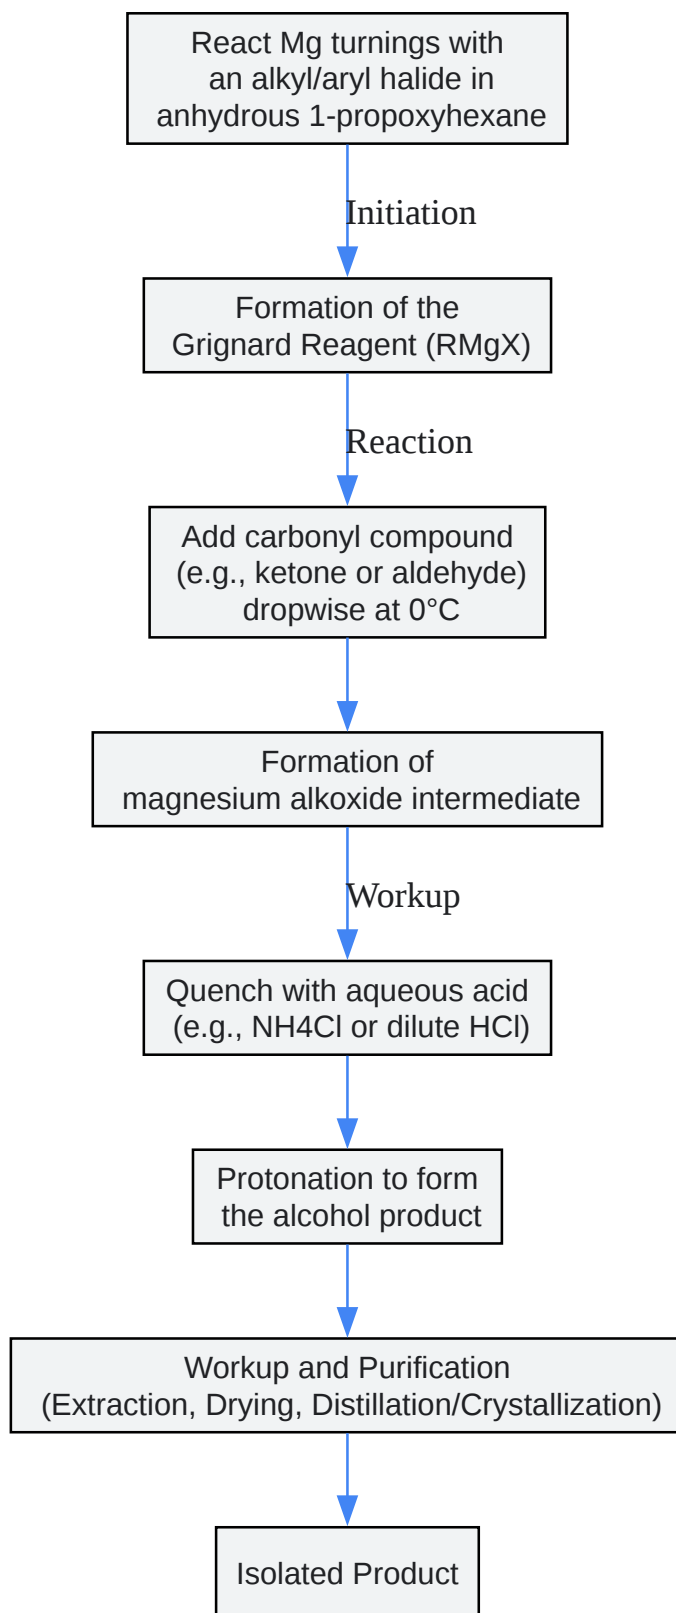 React Mg turnings with
an alkyl/aryl halide in
anhydrous 1-propoxyhexane
Initiation
Formation of the
Grignard Reagent (RMgX)
Reaction
Add carbonyl compound
(e.g., ketone or aldehyde)
dropwise at 0°C
Formation of
magnesium alkoxide intermediate
Workup
Quench with aqueous acid
(e.g., NH4Cl or dilute HCl)
Protonation to form
the alcohol product
Workup and Purification
(Extraction, Drying, Distillation/Crystallization)
Isolated Product